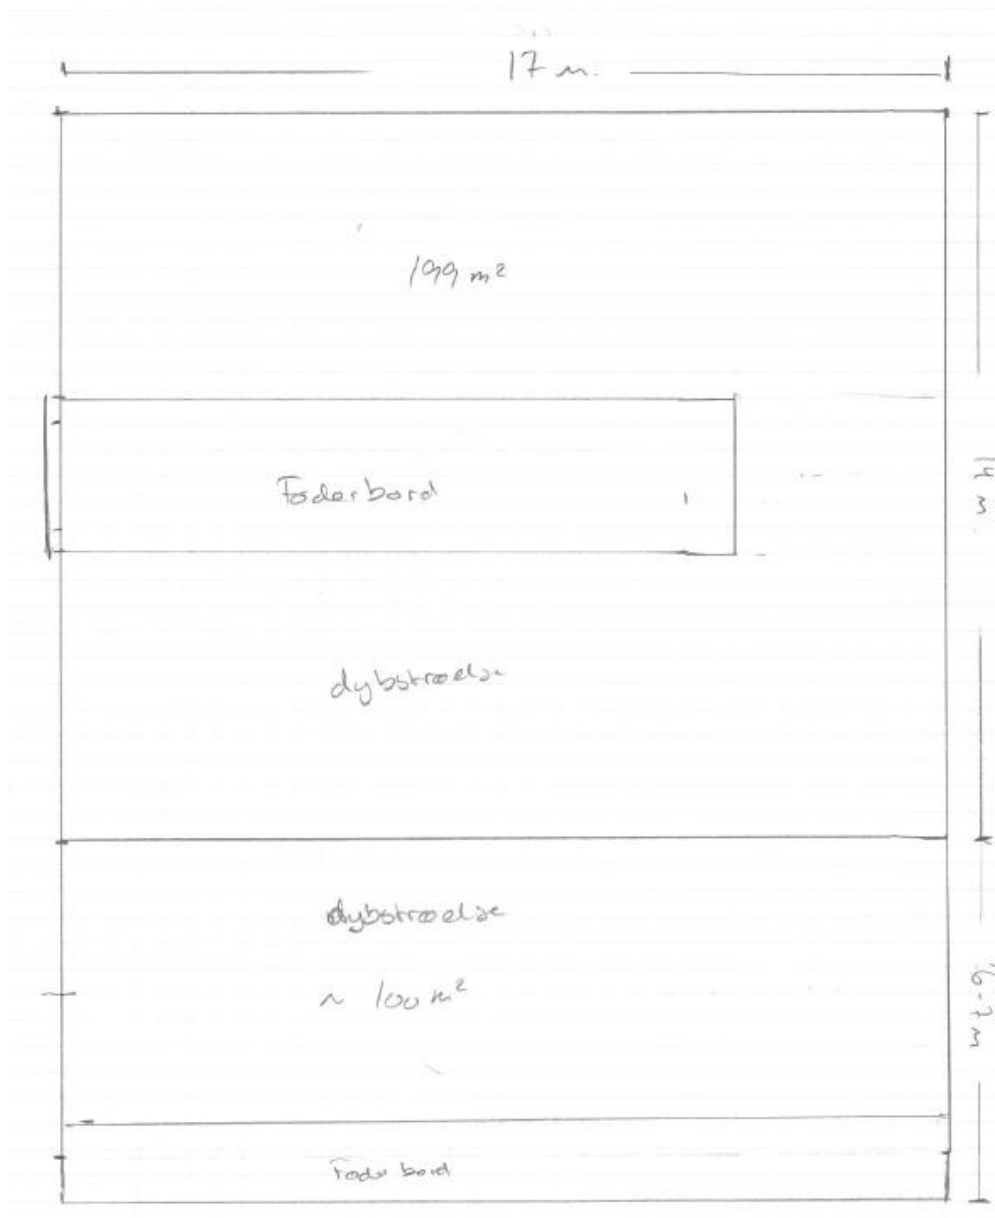 17 m.
199 m²
Foderbord
14 m.
dybstrøelse
dybstrøelse
~ 100 m²
6-7 m
Foderbord